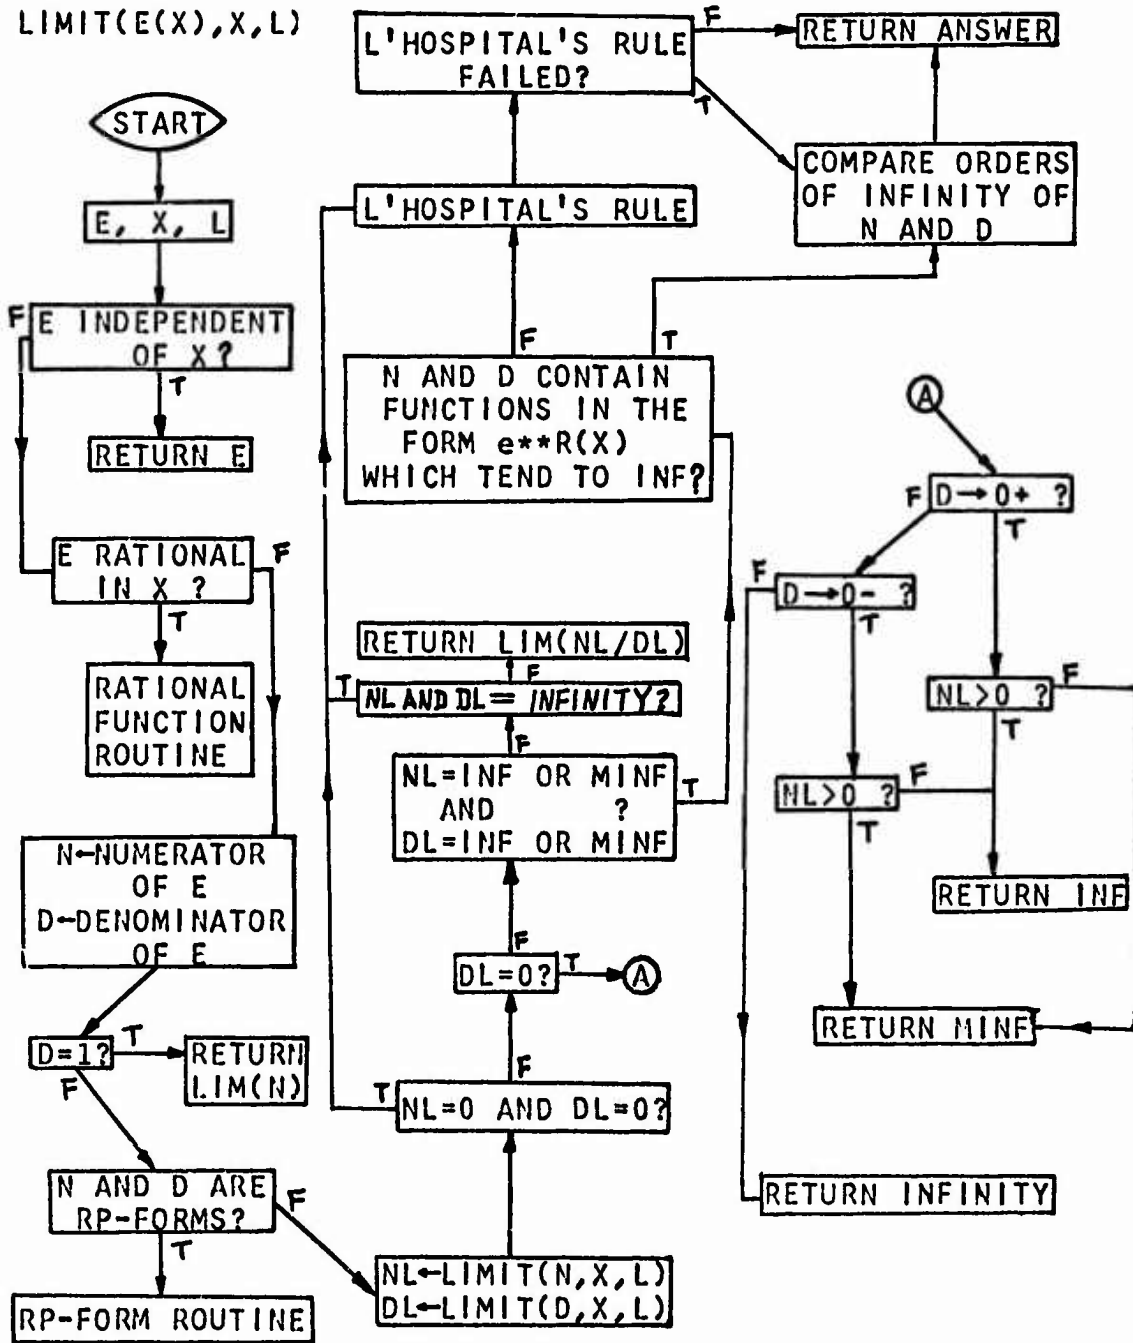 LIMIT(E(X),X,L)
START
E, X, L
F
E INDEPENDENT
OF X?
T
RETURN E
E RATIONAL
IN X ?
F
T
RATIONAL
FUNCTION
ROUTINE
N←NUMERATOR
OF E
D←DENOMINATOR
OF E
D=1?
T
RETURN
LIM(N)
F
N AND D ARE
RP-FORMS?
F
T
RP-FORM ROUTINE
L'HOSPITAL'S RULE
FAILED?
F
T
RETURN ANSWER
COMPARE ORDERS
OF INFINITY OF
N AND D
L'HOSPITAL'S RULE
F
T
N AND D CONTAIN
FUNCTIONS IN THE
FORM e**R(X)
WHICH TEND TO INF?
RETURN LIM(NL/DL)
F
T
NL AND DL = INFINITY?
F
NL=INF OR MINF
AND ?
DL=INF OR MINF
T
F
DL=0?
T
A
F
T
NL=0 AND DL=0?
NL←LIMIT(N,X,L)
DL←LIMIT(D,X,L)
A
F
D→0+ ?
T
F
D→0- ?
T
NL>0 ?
F
T
NL>0 ?
F
T
RETURN INF
RETURN MINF
RETURN INFINITY